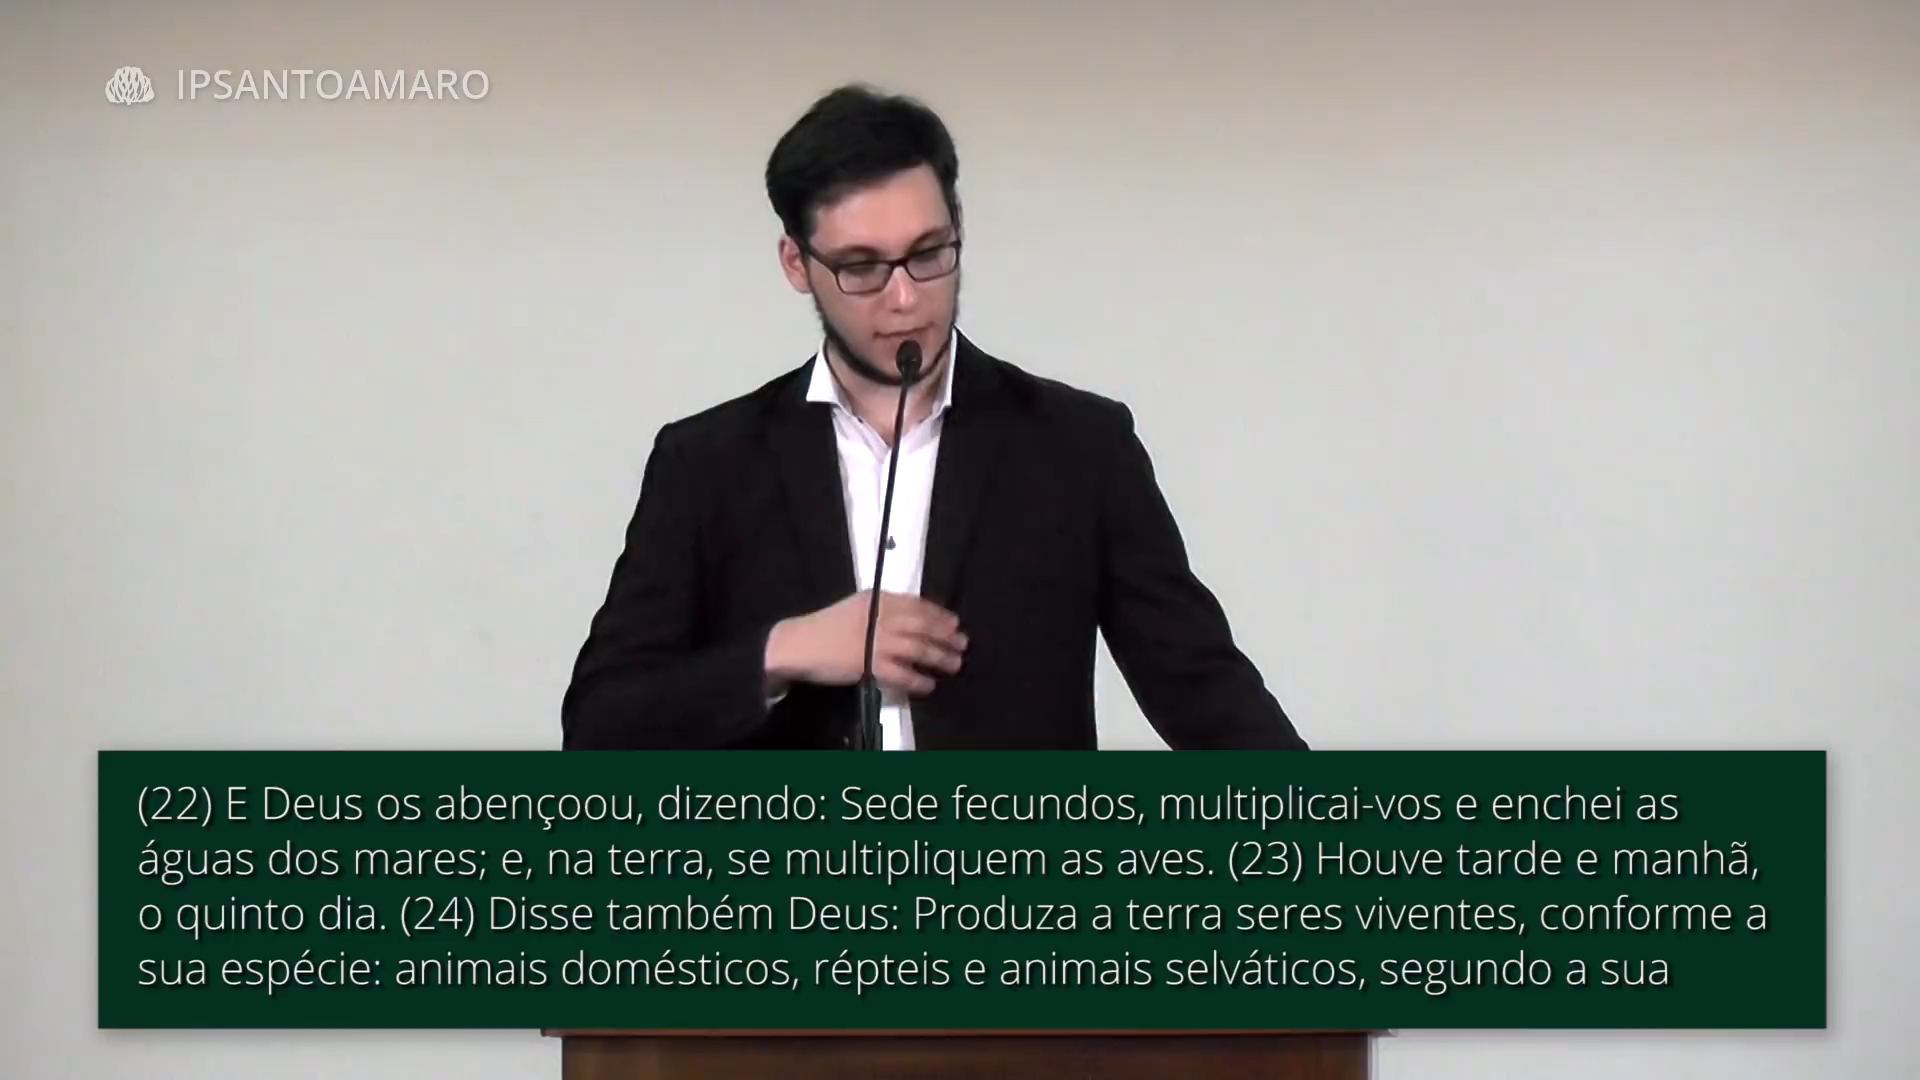 IPSANTOAMARO
(22) E Deus os abençoou, dizendo: Sede fecundos, multiplicai-vos e enchei as
águas dos mares; e, na terra, se multipliquem as aves. (23) Houve tarde e manhã,
o quinto dia. (24) Disse também Deus: Produza a terra seres viventes, conforme a
sua espécie: animais domésticos, répteis e animais selváticos, segundo a sua